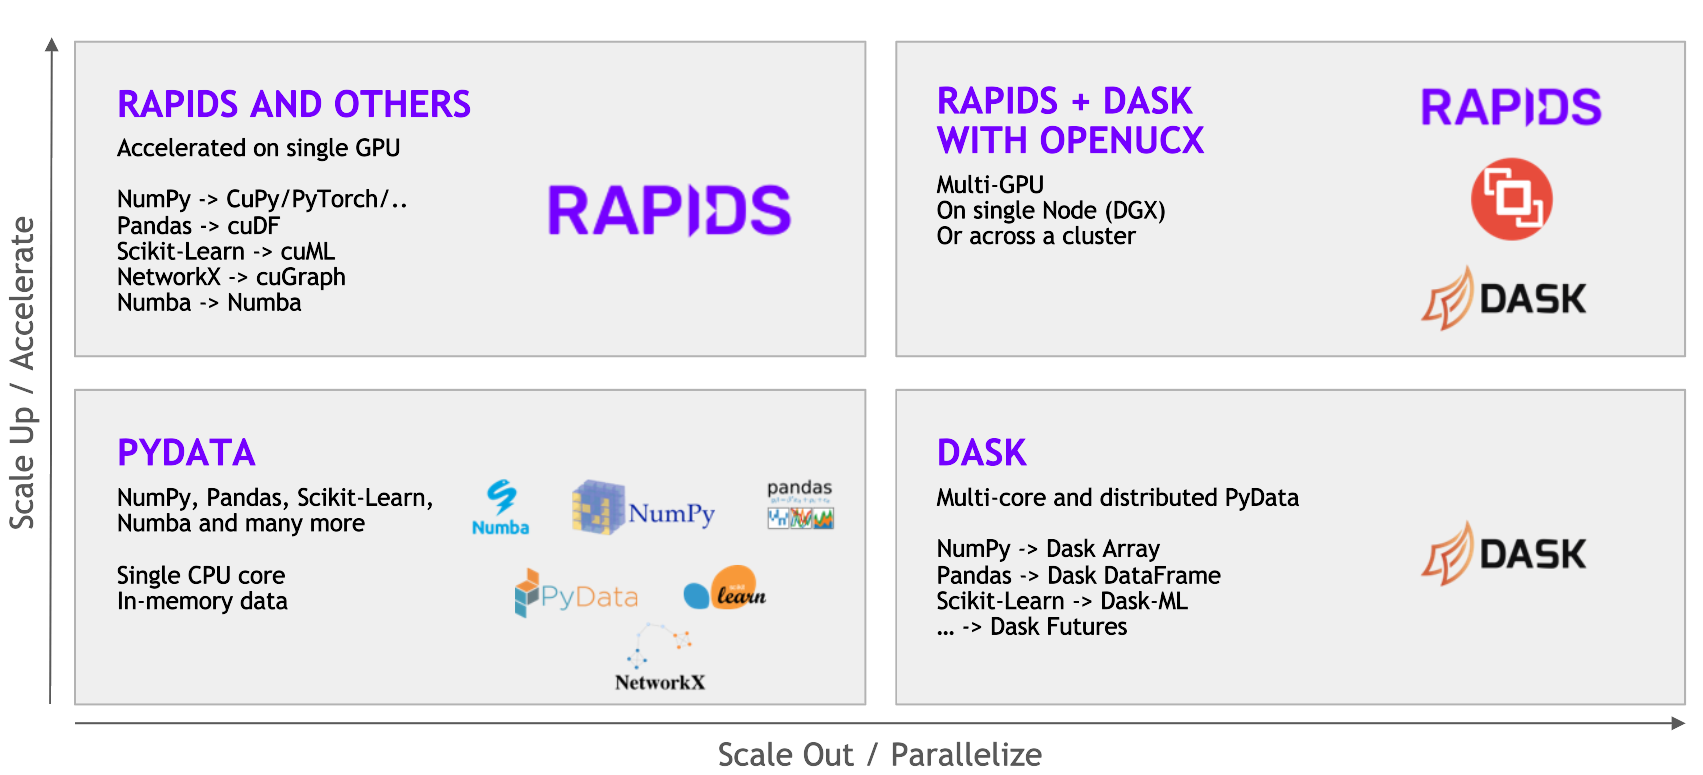 Scale Up / Accelerate
RAPIDS AND OTHERS
Accelerated on single GPU
NumPy -> CuPy/PyTorch/..
Pandas -> cuDF
Scikit-Learn -> cuML
NetworkX -> cuGraph
Numba -> Numba
RAPIDS
RAPIDS + DASK
WITH OPENUCX
Multi-GPU
On single Node (DGX)
Or across a cluster
RAPIDS
DASK
PYDATA
NumPy, Pandas, Scikit-Learn,
Numba and many more
Single CPU core
In-memory data
Numba
NumPy
pandas
PyData
learn
NetworkX
DASK
Multi-core and distributed PyData
NumPy -> Dask Array
Pandas -> Dask DataFrame
Scikit-Learn -> Dask-ML
… -> Dask Futures
DASK
Scale Out / Parallelize